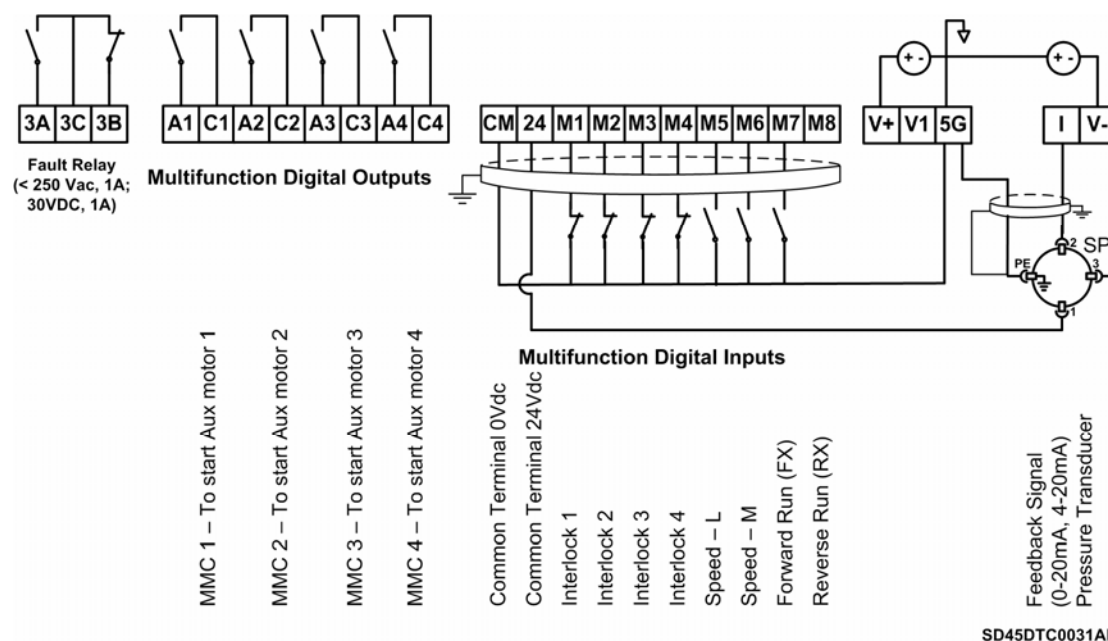 3A 3C 3B
A1 C1 A2 C2 A3 C3 A4 C4
CM 24 M1 M2 M3 M4 M5 M6 M7 M8
V+ V1 5G
I V-
+ -
+ -
Fault Relay
(< 250 Vac, 1A;
30VDC, 1A)
Multifunction Digital Outputs
2 SP
PE
3
1
Multifunction Digital Inputs
MMC 1 – To start Aux motor 1
MMC 2 – To start Aux motor 2
MMC 3 – To start Aux motor 3
MMC 4 – To start Aux motor 4
Common Terminal 0Vdc
Common Terminal 24Vdc
Interlock 1
Interlock 2
Interlock 3
Interlock 4
Speed – L
Speed – M
Forward Run (FX)
Reverse Run (RX)
Feedback Signal
(0-20mA, 4-20mA)
Pressure Transducer